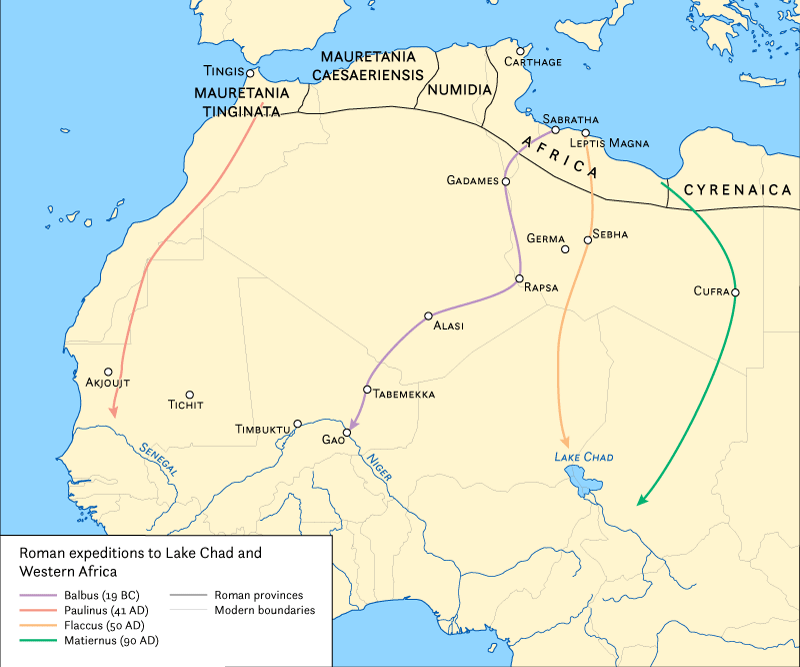 MAURETANIA
CAESAERIENSIS
TINGIS
CARTHAGE
MAURETANIA
TINGINATA
NUMIDIA
SABRATHA
LEPTIS MAGNA
AFRICA
GADAMES
CYRENAICA
GERMA
SEBHA
RAPSA
CUFRA
ALASI
AKJOUJT
TICHIT
TABEMEKKA
TIMBUKTU
GAO
SENEGAL
NIGER
LAKE CHAD
Roman expeditions to Lake Chad and
Western Africa
Balbus (19 BC)
Paulinus (41 AD)
Flaccus (50 AD)
Matiernus (90 AD)
Roman provinces
Modern boundaries